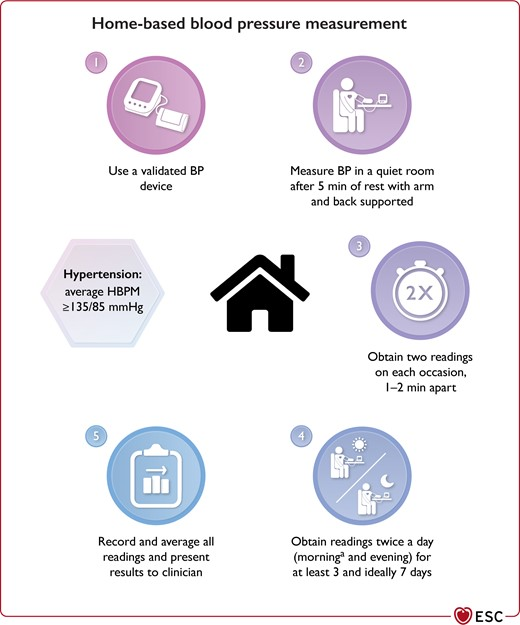 Home-based blood pressure measurement
1
Use a validated BP
device
2
Measure BP in a quiet room
after 5 min of rest with arm
and back supported
Hypertension:
average HBPM
≥135/85 mmHg
3
2X
Obtain two readings
on each occasion,
1–2 min apart
5
Record and average all
readings and present
results to clinician
4
Obtain readings twice a day
(morningᵃ and evening) for
at least 3 and ideally 7 days
ESC